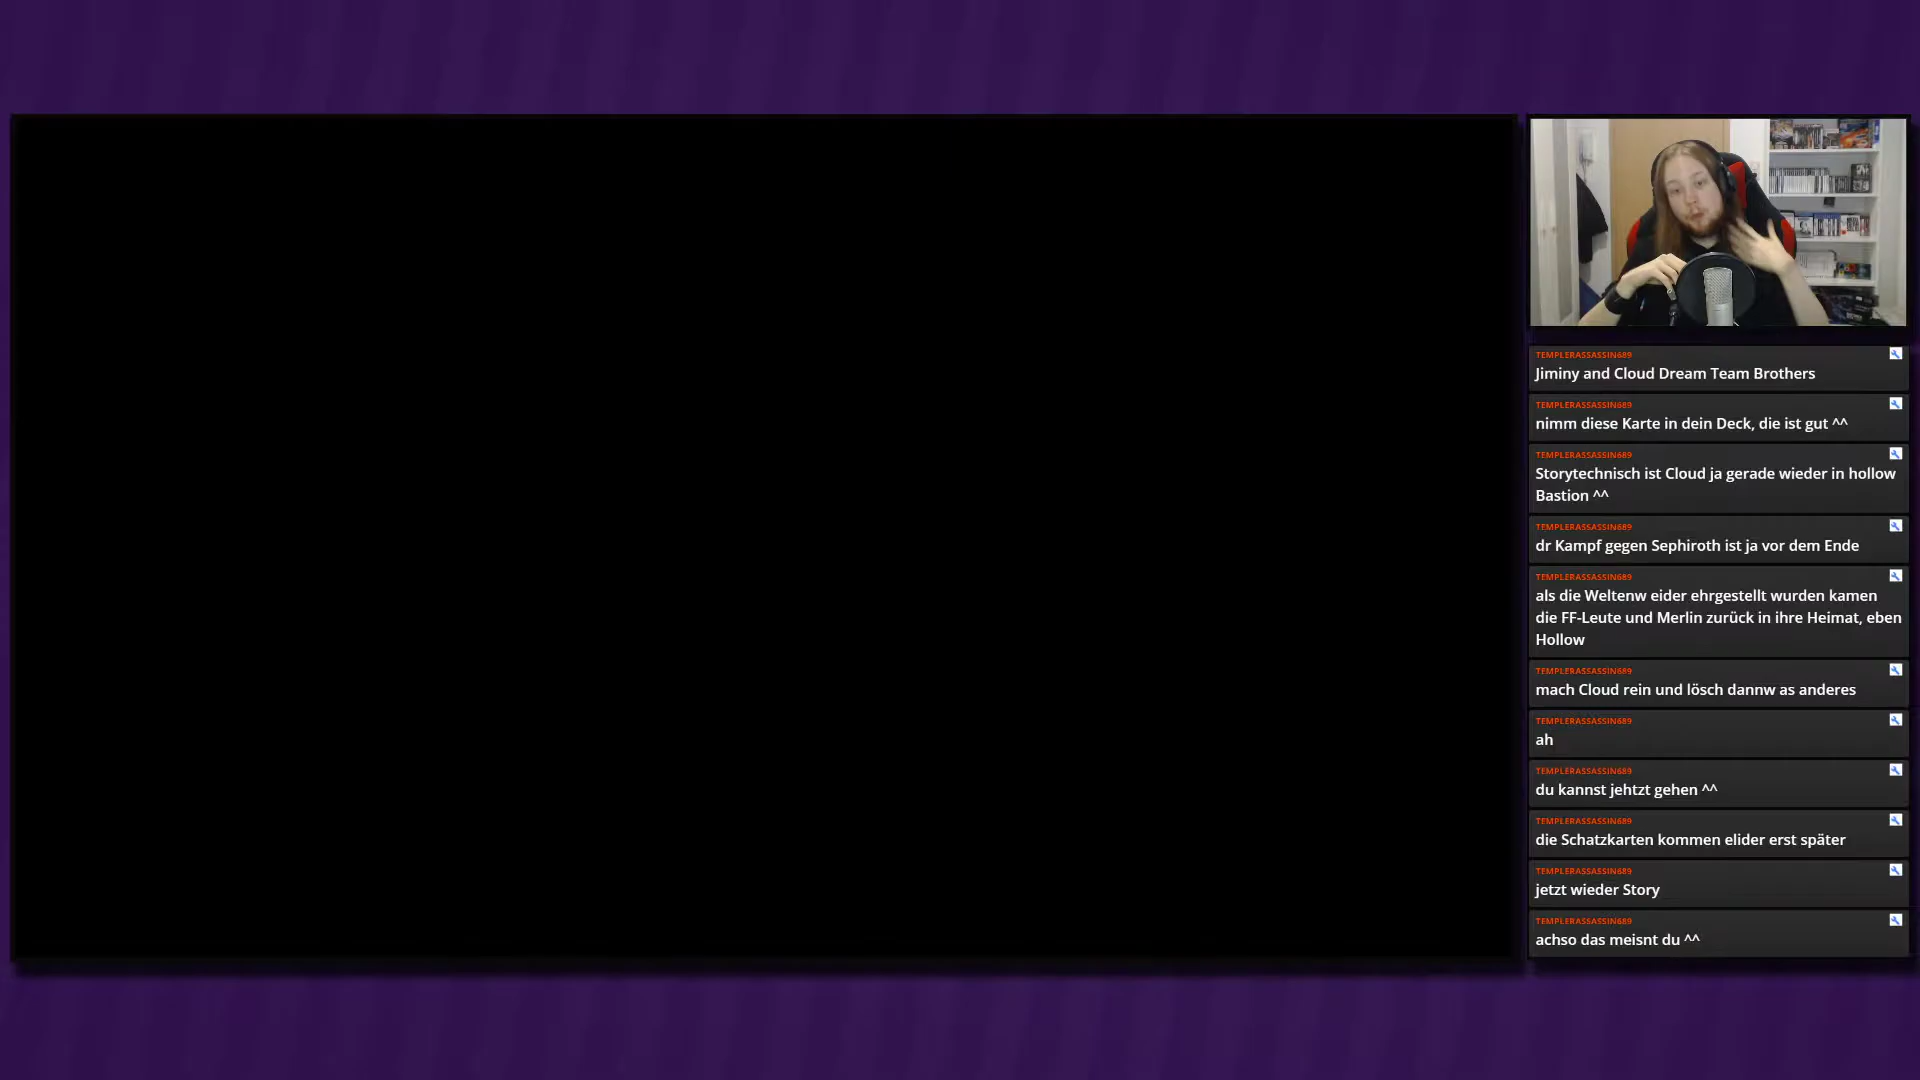 TEMPLERASSASSIN689
Jiminy and Cloud Dream Team Brothers
TEMPLERASSASSIN689
nimm diese Karte in dein Deck, die ist gut ^^
TEMPLERASSASSIN689
Storytechnisch ist Cloud ja gerade wieder in hollow
Bastion ^^
TEMPLERASSASSIN689
dr Kampf gegen Sephiroth ist ja vor dem Ende
TEMPLERASSASSIN689
als die Weltenw eider ehrgestellt wurden kamen
die FF-Leute und Merlin zurück in ihre Heimat, eben
Hollow
TEMPLERASSASSIN689
mach Cloud rein und lösch dannw as anderes
TEMPLERASSASSIN689
ah
TEMPLERASSASSIN689
du kannst jehtzt gehen ^^
TEMPLERASSASSIN689
die Schatzkarten kommen elider erst später
TEMPLERASSASSIN689
jetzt wieder Story
TEMPLERASSASSIN689
achso das meisnt du ^^